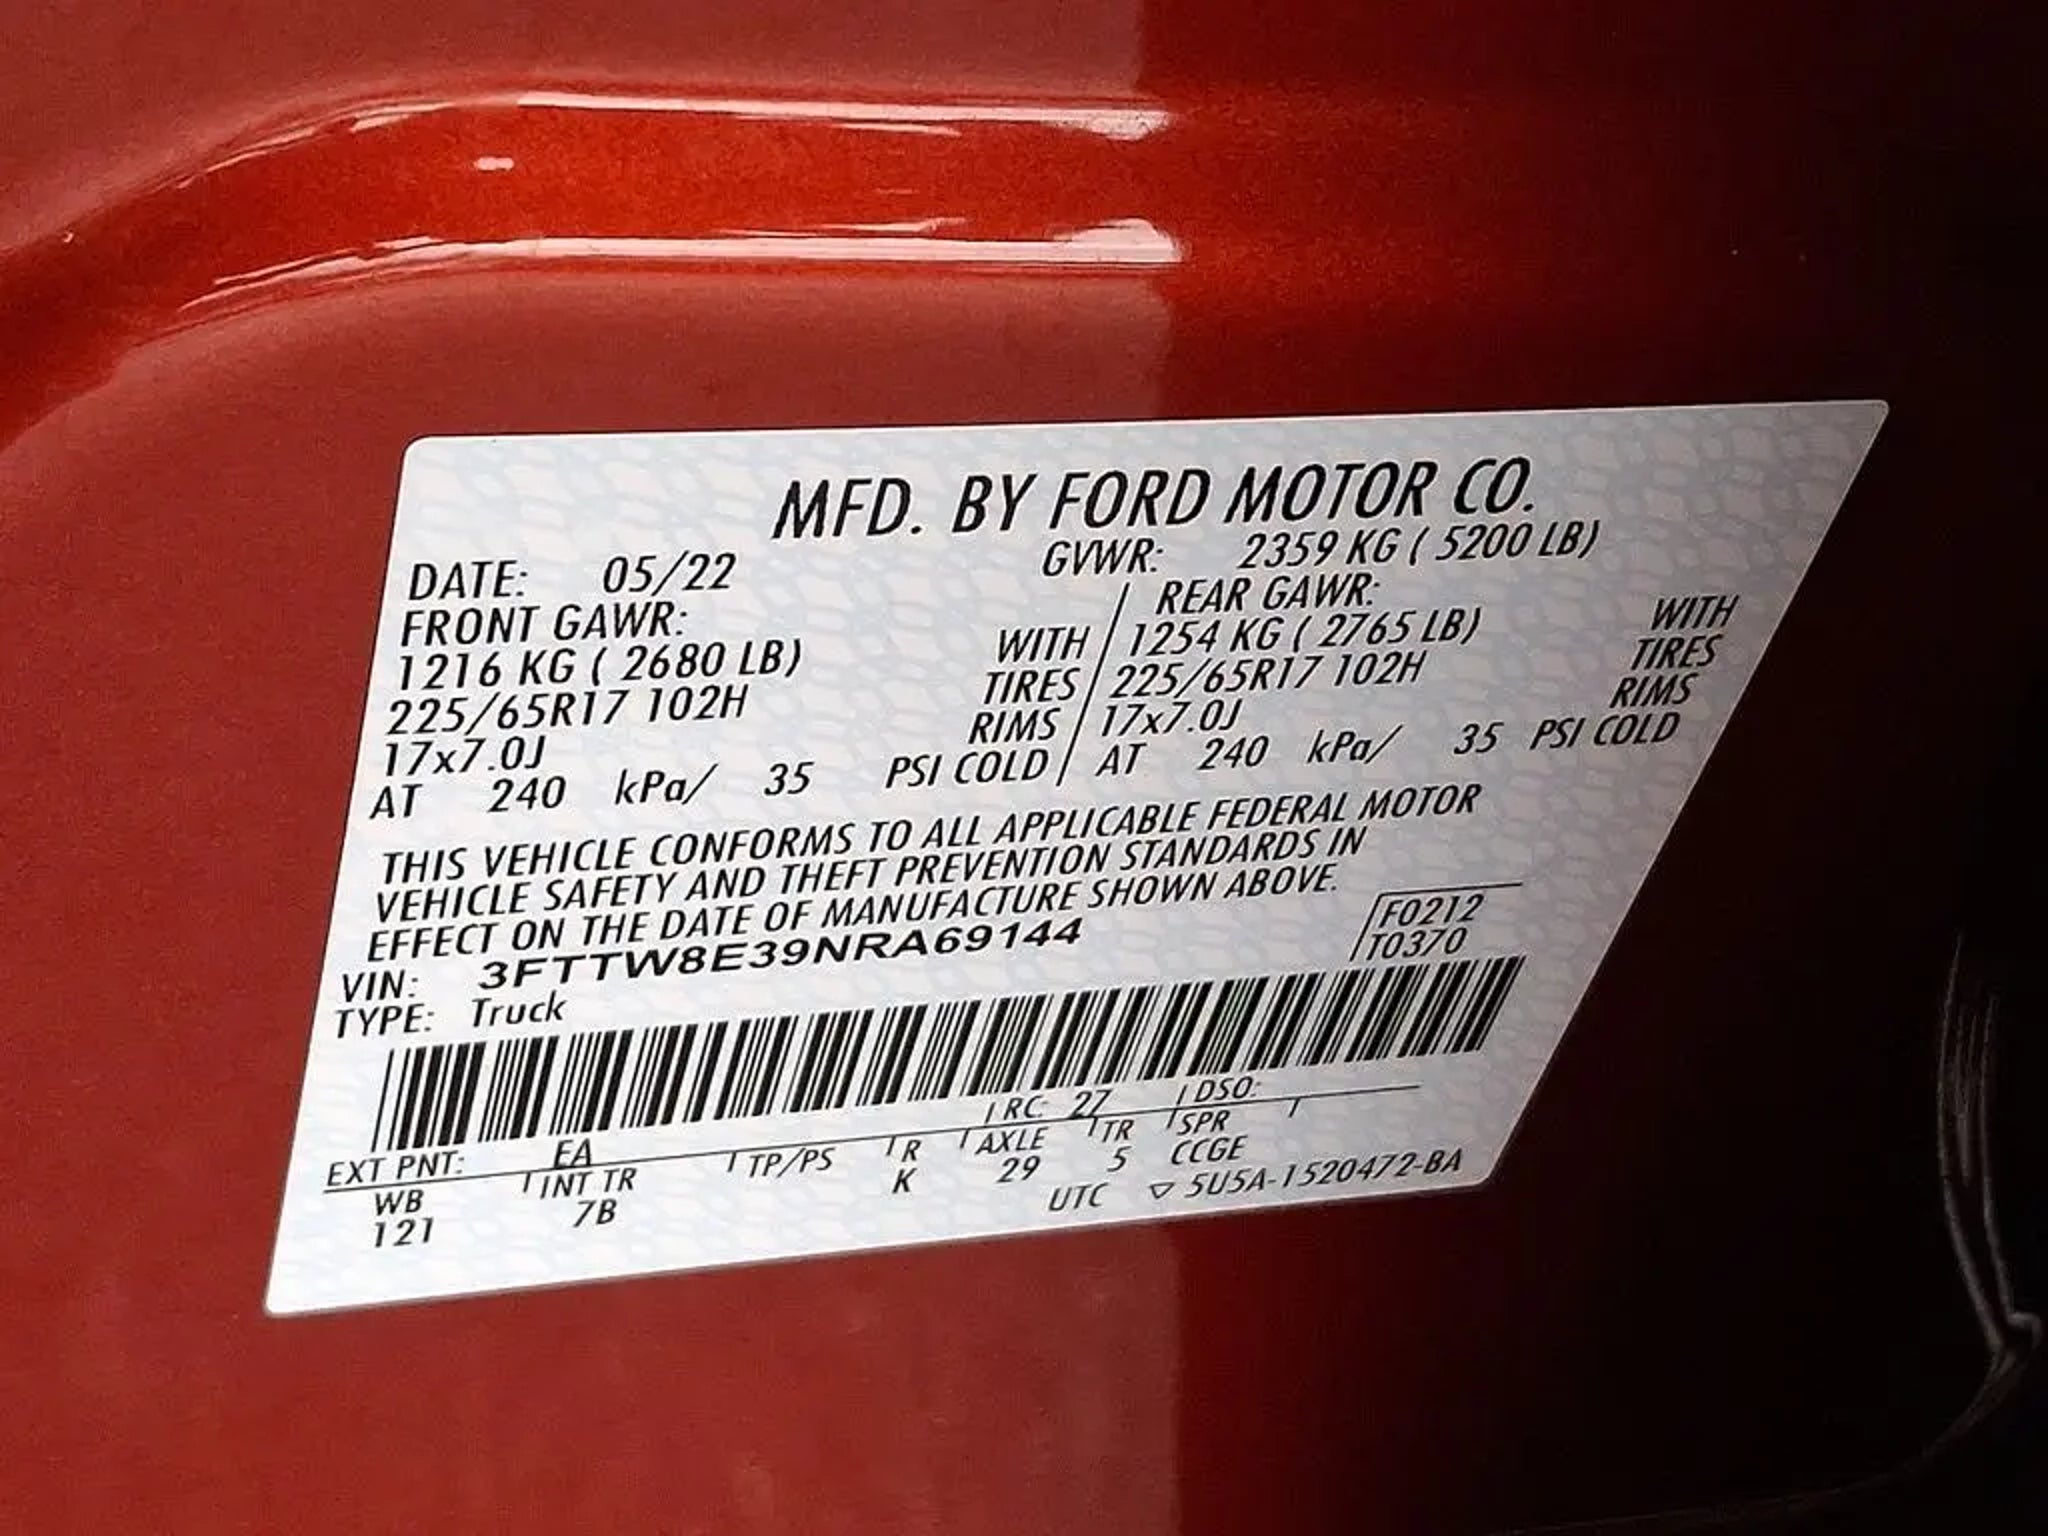 MFD. BY FORD MOTOR CO.
DATE: 05/22 GVWR: 2359 KG ( 5200 LB)
FRONT GAWR: REAR GAWR:
1216 KG ( 2680 LB) WITH 1254 KG ( 2765 LB) WITH
225/65R17 102H TIRES 225/65R17 102H TIRES
17x7.0J RIMS 17x7.0J RIMS
AT 240 kPa/ 35 PSI COLD AT 240 kPa/ 35 PSI COLD
THIS VEHICLE CONFORMS TO ALL APPLICABLE FEDERAL MOTOR
VEHICLE SAFETY AND THEFT PREVENTION STANDARDS IN
EFFECT ON THE DATE OF MANUFACTURE SHOWN ABOVE.
VIN: 3FTTW8E39NRA69144 F0212
TYPE: Truck T0370
EXT PNT: EA RC: 27 DSO:
WB INT TR TP/PS R AXLE TR SPR
121 7B K 29 5 CCGE
UTC ▽ 5U5A-1520472-BA